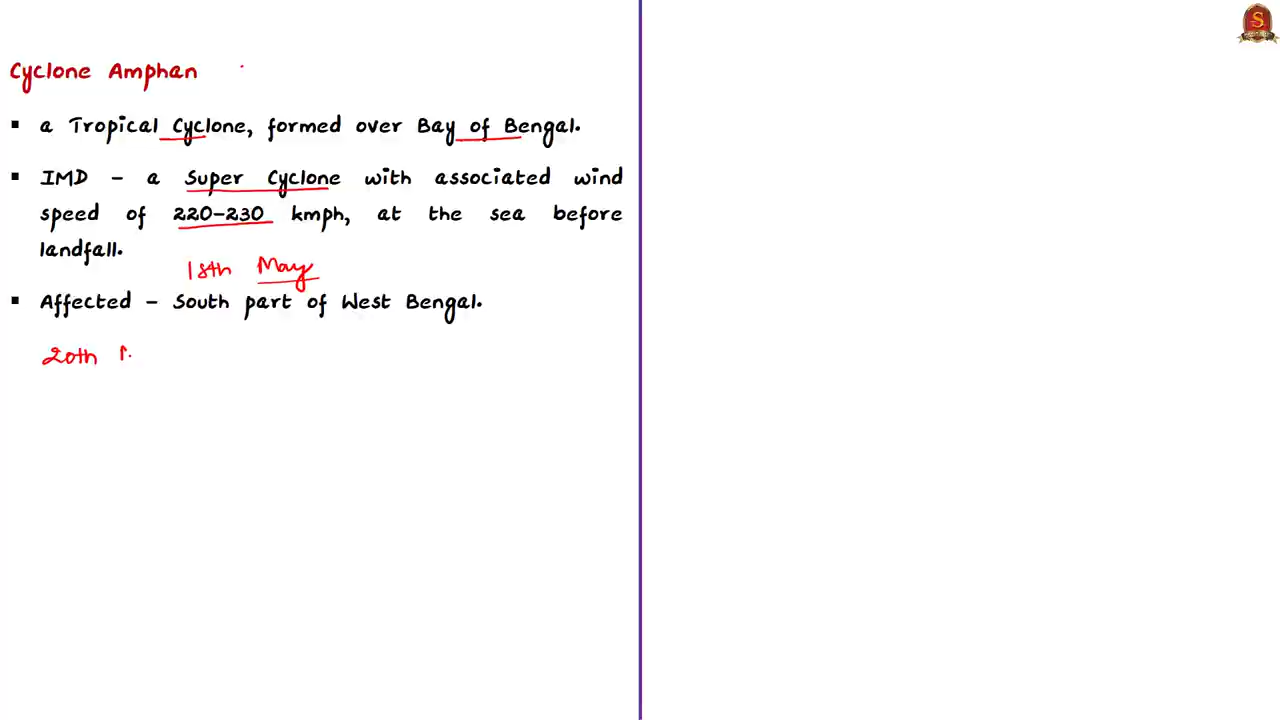 Cyclone Amphan
▪ a Tropical Cyclone, formed over Bay of Bengal.
▪ IMD – a Super Cyclone with associated wind
speed of 220-230 kmph, at the sea before
landfall.
18th May
▪ Affected – South part of West Bengal.
20th
S